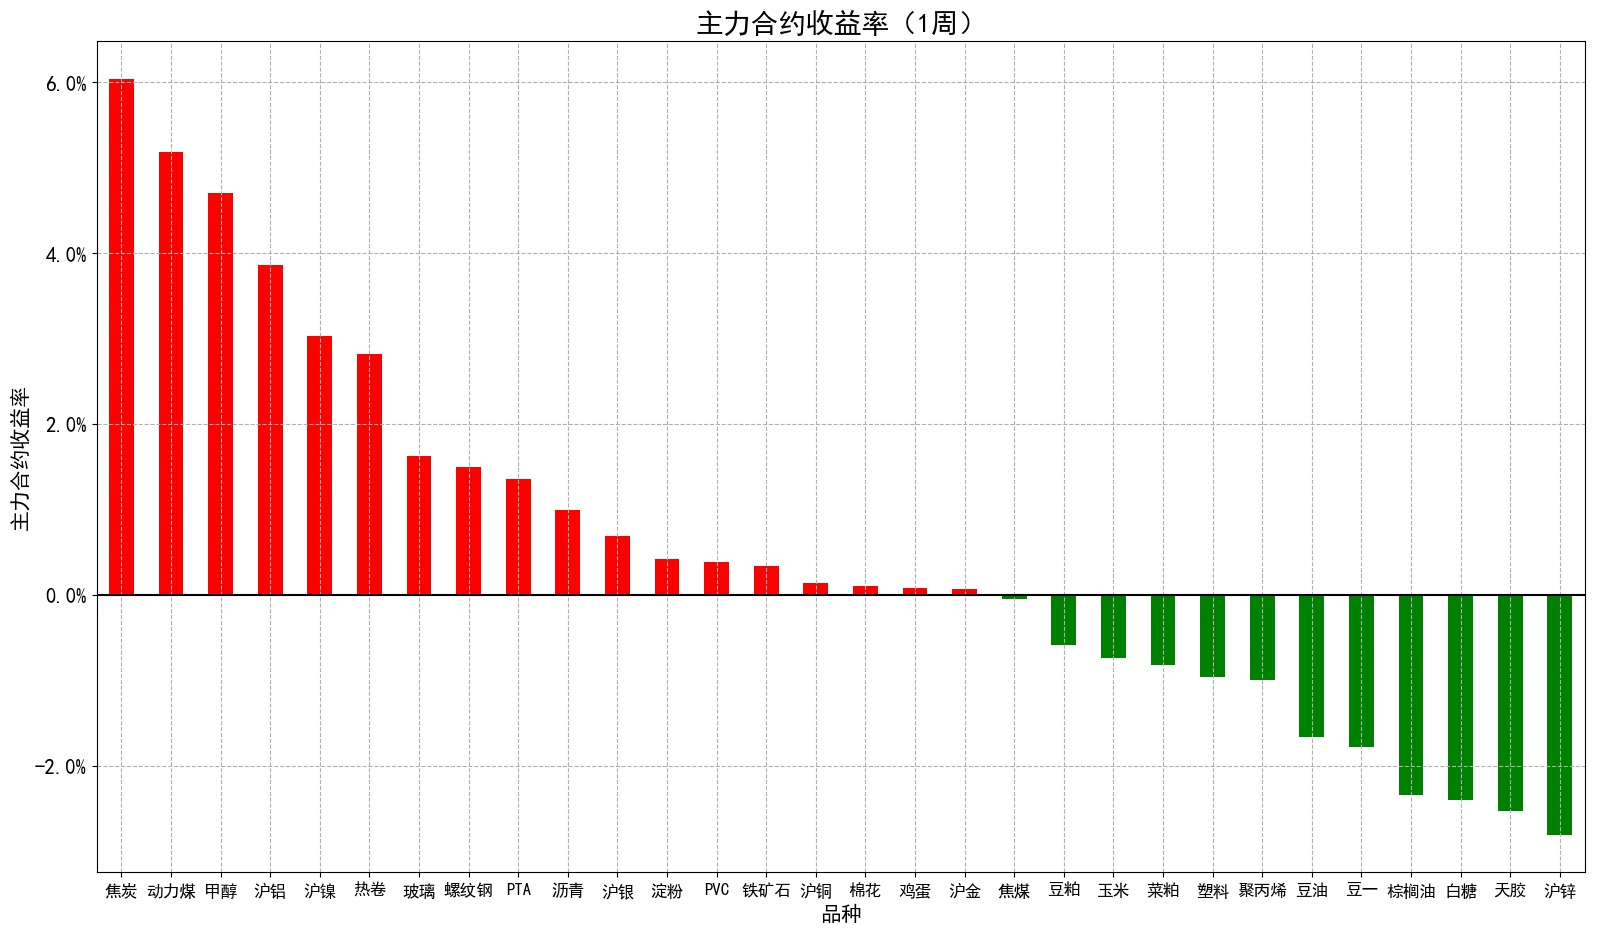 主力合约收益率（1周）
主力合约收益率
6.0%
4.0%
2.0%
0.0%
−2.0%
焦炭 动力煤 甲醇 沪铝 沪镍 热卷 玻璃 螺纹钢 PTA 沥青 沪银 淀粉 PVC 铁矿石 沪铜 棉花 鸡蛋 沪金 焦煤 豆粕 玉米 菜粕 塑料 聚丙烯 豆油 豆一 棕榈油 白糖 天胶 沪锌
品种